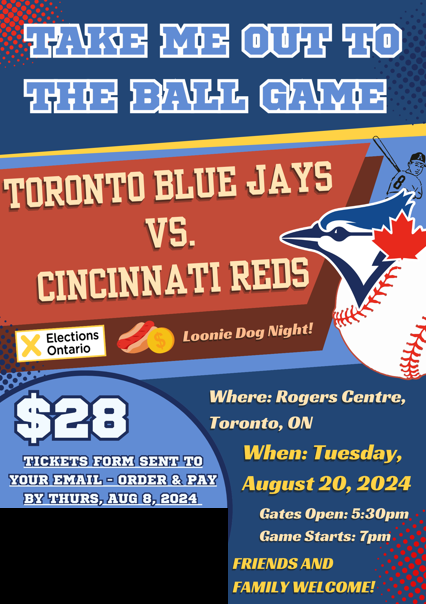 TAKE ME OUT TO
THE BALL GAME
TORONTO BLUE JAYS
VS.
CINCINNATI REDS
8
Elections
Ontario
$
Loonie Dog Night!
$28
TICKETS FORM SENT TO
YOUR EMAIL - ORDER & PAY
BY THURS, AUG 8, 2024
Where: Rogers Centre,
Toronto, ON
When: Tuesday,
August 20, 2024
Gates Open: 5:30pm
Game Starts: 7pm
FRIENDS AND
FAMILY WELCOME!